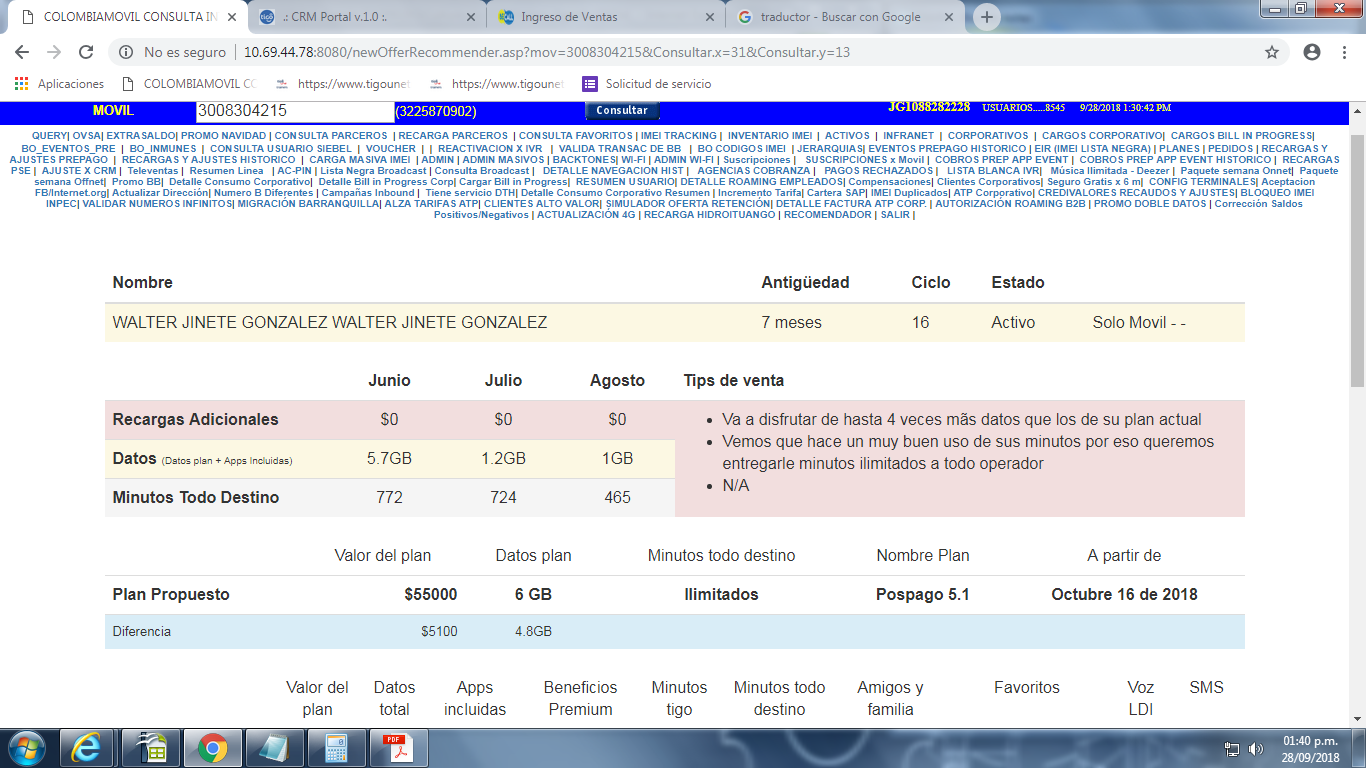 COLOMBIAMOVIL CONSULTA IN
.: CRM Portal v.1.0 :.
Ingreso de Ventas
traductor - Buscar con Google
No es seguro | 10.69.44.78:8080/newOfferRecommender.asp?mov=3008304215&Consultar.x=31&Consultar.y=13
Aplicaciones
COLOMBIAMOVIL CO
https://www.tigounet
https://www.tigounet
Solicitud de servicio
MOVIL 3008304215 (3225870902) Consultar JG1088282228 USUARIOS.....8545 9/28/2018 1:30:42 PM
QUERY| OVSA| EXTRASALDO| PROMO NAVIDAD | CONSULTA PARCEROS | RECARGA PARCEROS | CONSULTA FAVORITOS | IMEI TRACKING | INVENTARIO IMEI | ACTIVOS | INFRANET | CORPORATIVOS | CARGOS CORPORATIVO| CARGOS BILL IN PROGRESS|
BO_EVENTOS_PRE | BO_INMUNES | CONSULTA USUARIO SIEBEL | VOUCHER | | REACTIVACION X IVR | VALIDA TRANSAC DE BB | BO CODIGOS IMEI | JERARQUIAS| EVENTOS PREPAGO HISTORICO | EIR (IMEI LISTA NEGRA) | PLANES | PEDIDOS | RECARGAS Y
AJUSTES PREPAGO | RECARGAS Y AJUSTES HISTORICO | CARGA MASIVA IMEI | ADMIN | ADMIN MASIVOS | BACKTONES| WI-FI | ADMIN WI-FI | Suscripciones | SUSCRIPCIONES x Movil | COBROS PREP APP EVENT | COBROS PREP APP EVENT HISTORICO | RECARGAS
PSE | AJUSTE X CRM | Televentas | Resumen Linea | AC-PIN | Lista Negra Broadcast | Consulta Broadcast | DETALLE NAVEGACION HIST | AGENCIAS COBRANZA | PAGOS RECHAZADOS | LISTA BLANCA IVR| Música Ilimitada - Deezer | Paquete semana Onnet| Paquete
semana Offnet| Promo BB| Detalle Consumo Corporativo| Detalle Bill in Progress Corp| Cargar Bill in Progress| RESUMEN USUARIO| DETALLE ROAMING EMPLEADOS| Compensaciones| Clientes Corporativos| Seguro Gratis x 6 m| CONFIG TERMINALES| Aceptacion
FB/Internet.org| Actualizar Dirección| Numero B Diferentes | Campañas Inbound | Tiene servicio DTH| Detalle Consumo Corporativo Resumen | Incremento Tarifa| Cartera SAP| IMEI Duplicados| ATP Corporativo| CREDIVALORES RECAUDOS Y AJUSTES| BLOQUEO IMEI
INPEC| VALIDAR NUMEROS INFINITOS| MIGRACIÓN BARRANQUILLA| ALZA TARIFAS ATP| CLIENTES ALTO VALOR| SIMULADOR OFERTA RETENCIÓN| DETALLE FACTURA ATP CORP. | AUTORIZACIÓN ROAMING B2B | PROMO DOBLE DATOS | Corrección Saldos
Positivos/Negativos | ACTUALIZACIÓN 4G | RECARGA HIDROITUANGO | RECOMENDADOR | SALIR |
Nombre Antigüedad Ciclo Estado
WALTER JINETE GONZALEZ WALTER JINETE GONZALEZ 7 meses 16 Activo Solo Movil - -
Junio Julio Agosto Tips de venta
Recargas Adicionales $0 $0 $0
Datos (Datos plan + Apps Incluidas) 5.7GB 1.2GB 1GB
Minutos Todo Destino 772 724 465
• Va a disfrutar de hasta 4 veces mãs datos que los de su plan actual
• Vemos que hace un muy buen uso de sus minutos por eso queremos
entregarle minutos ilimitados a todo operador
• N/A
Valor del plan Datos plan Minutos todo destino Nombre Plan A partir de
Plan Propuesto $55000 6 GB Ilimitados Pospago 5.1 Octubre 16 de 2018
Diferencia $5100 4.8GB
Valor del Datos Apps Beneficios Minutos Minutos todo Amigos y Favoritos Voz SMS
plan total incluidas Premium tigo destino familia LDI
PDF
01:40 p.m.
28/09/2018